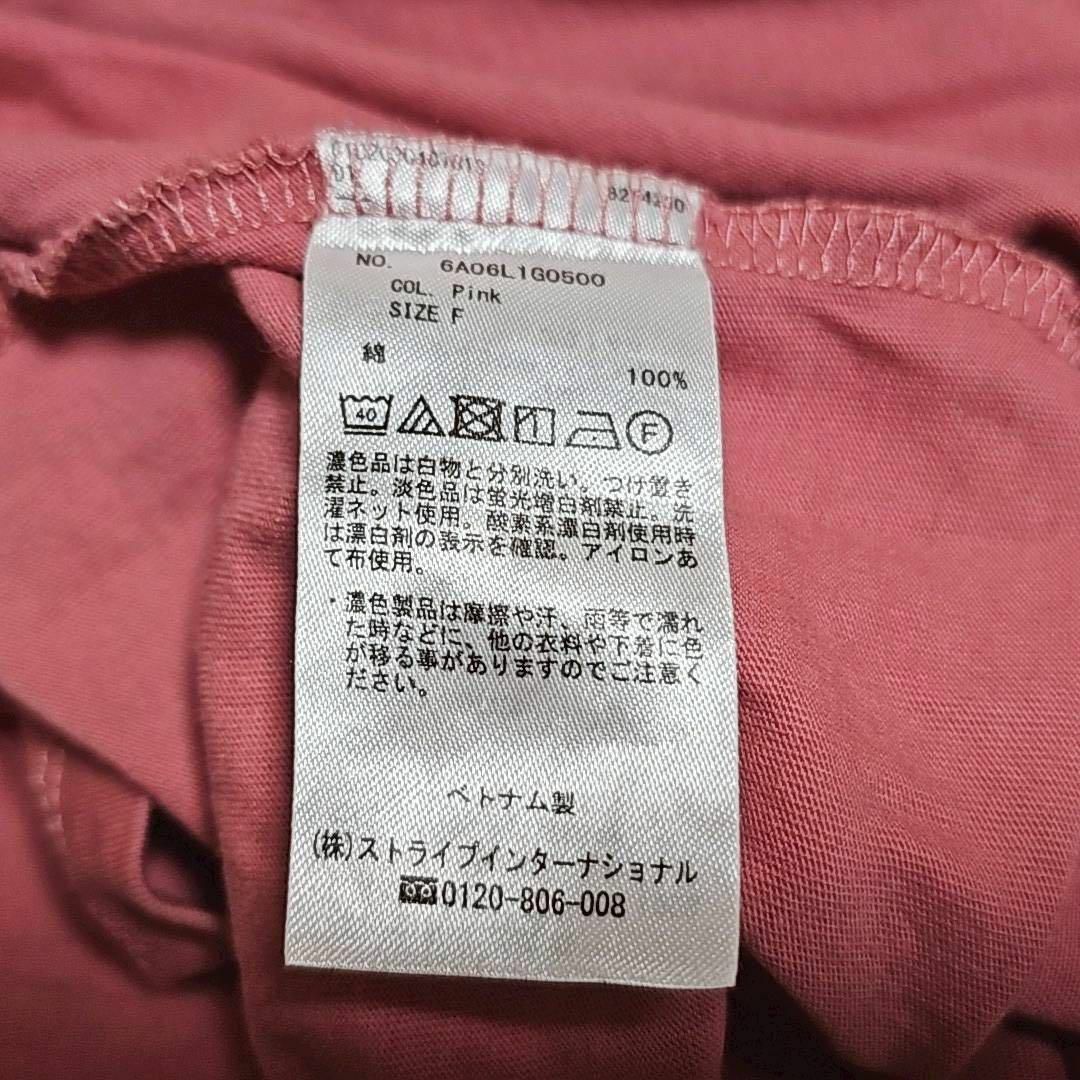 NO. 6A06L1G0500
COL. Pink
SIZE F
綿
100%
40
F
濃色品は白物と分別洗い。つけ置き
禁止。淡色品は蛍光増白剤禁止。洗
濯ネット使用。酸素系漂白剤使用時
は漂白剤の表示を確認。アイロンあ
て布使用。
・濃色製品は摩擦や汗、雨等で濡れ
た時などに、他の衣料や下着に色
が移る事がありますのでご注意く
ださい。
ベトナム製
(株)ストライプインターナショナル
0120-806-008